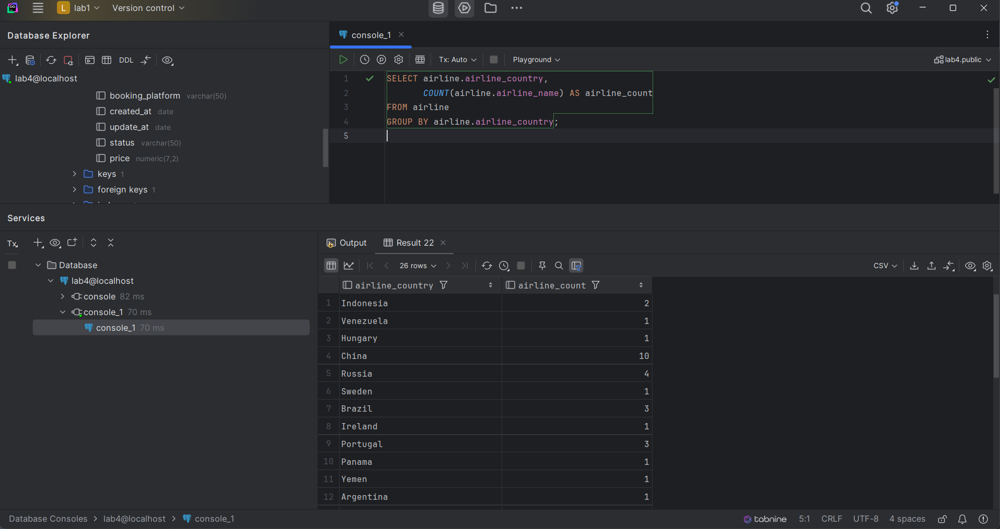 L lab1 Version control
Database Explorer
DDL
lab4@localhost
booking_platform varchar(50)
created_at date
update_at date
status varchar(50)
price numeric(7,2)
keys 1
foreign keys 1
console_1
Tx: Auto Playground lab4.public
1 SELECT airline.airline_country,
2 COUNT(airline.airline_name) AS airline_count
3 FROM airline
4 GROUP BY airline.airline_country;
5
Services
Tx
Database
lab4@localhost
console 82 ms
console_1 70 ms
console_1 70 ms
Output Result 22
26 rows CSV
airline_country airline_count
1 Indonesia 2
2 Venezuela 1
3 Hungary 1
4 China 10
5 Russia 4
6 Sweden 1
7 Brazil 3
8 Ireland 1
9 Portugal 3
10 Panama 1
11 Yemen 1
12 Argentina 1
Database Consoles > lab4@localhost > console_1
tabnine 5:1 CRLF UTF-8 4 spaces